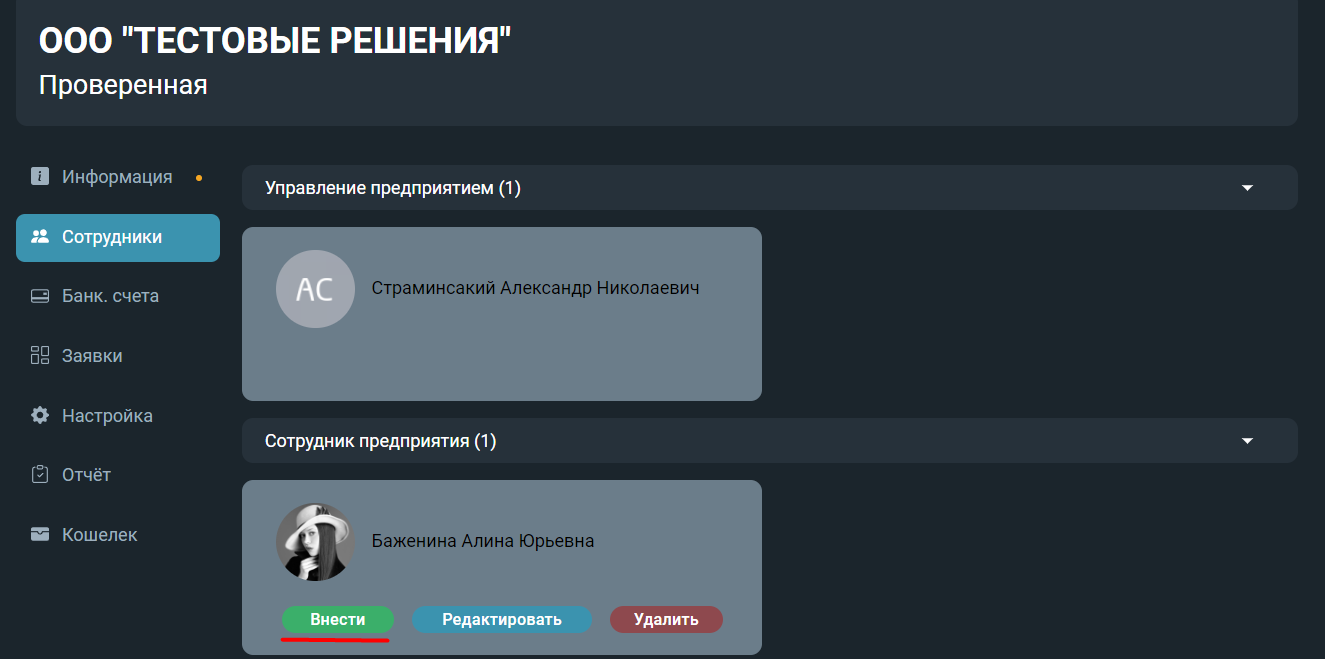 ООО "ТЕСТОВЫЕ РЕШЕНИЯ"
Проверенная
Информация
Сотрудники
Банк. счета
Заявки
Настройка
Отчёт
Кошелек
Управление предприятием (1)
АС
Страминсакий Александр Николаевич
Сотрудник предприятия (1)
Баженина Алина Юрьевна
Внести Редактировать Удалить